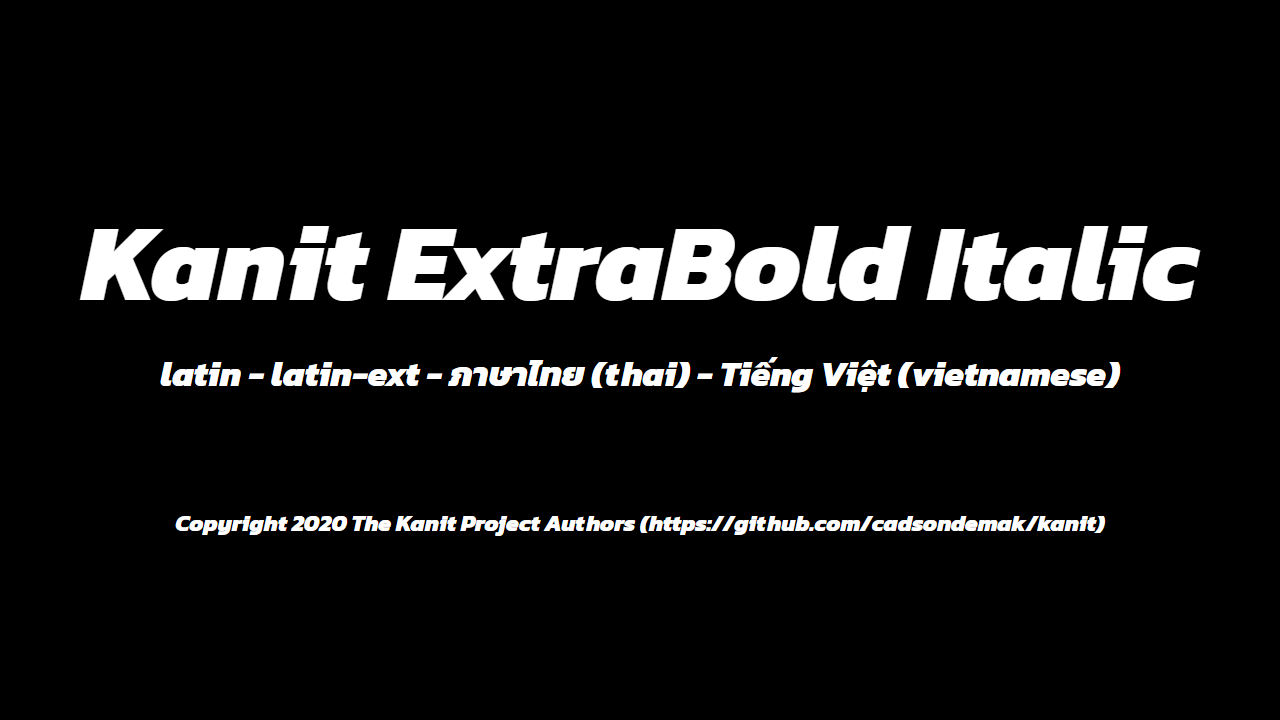 Kanit ExtraBold Italic
latin - latin-ext - ภาษาไทย (thai) - Tiếng Việt (vietnamese)
Copyright 2020 The Kanit Project Authors (https://github.com/cadsondemak/kanit)